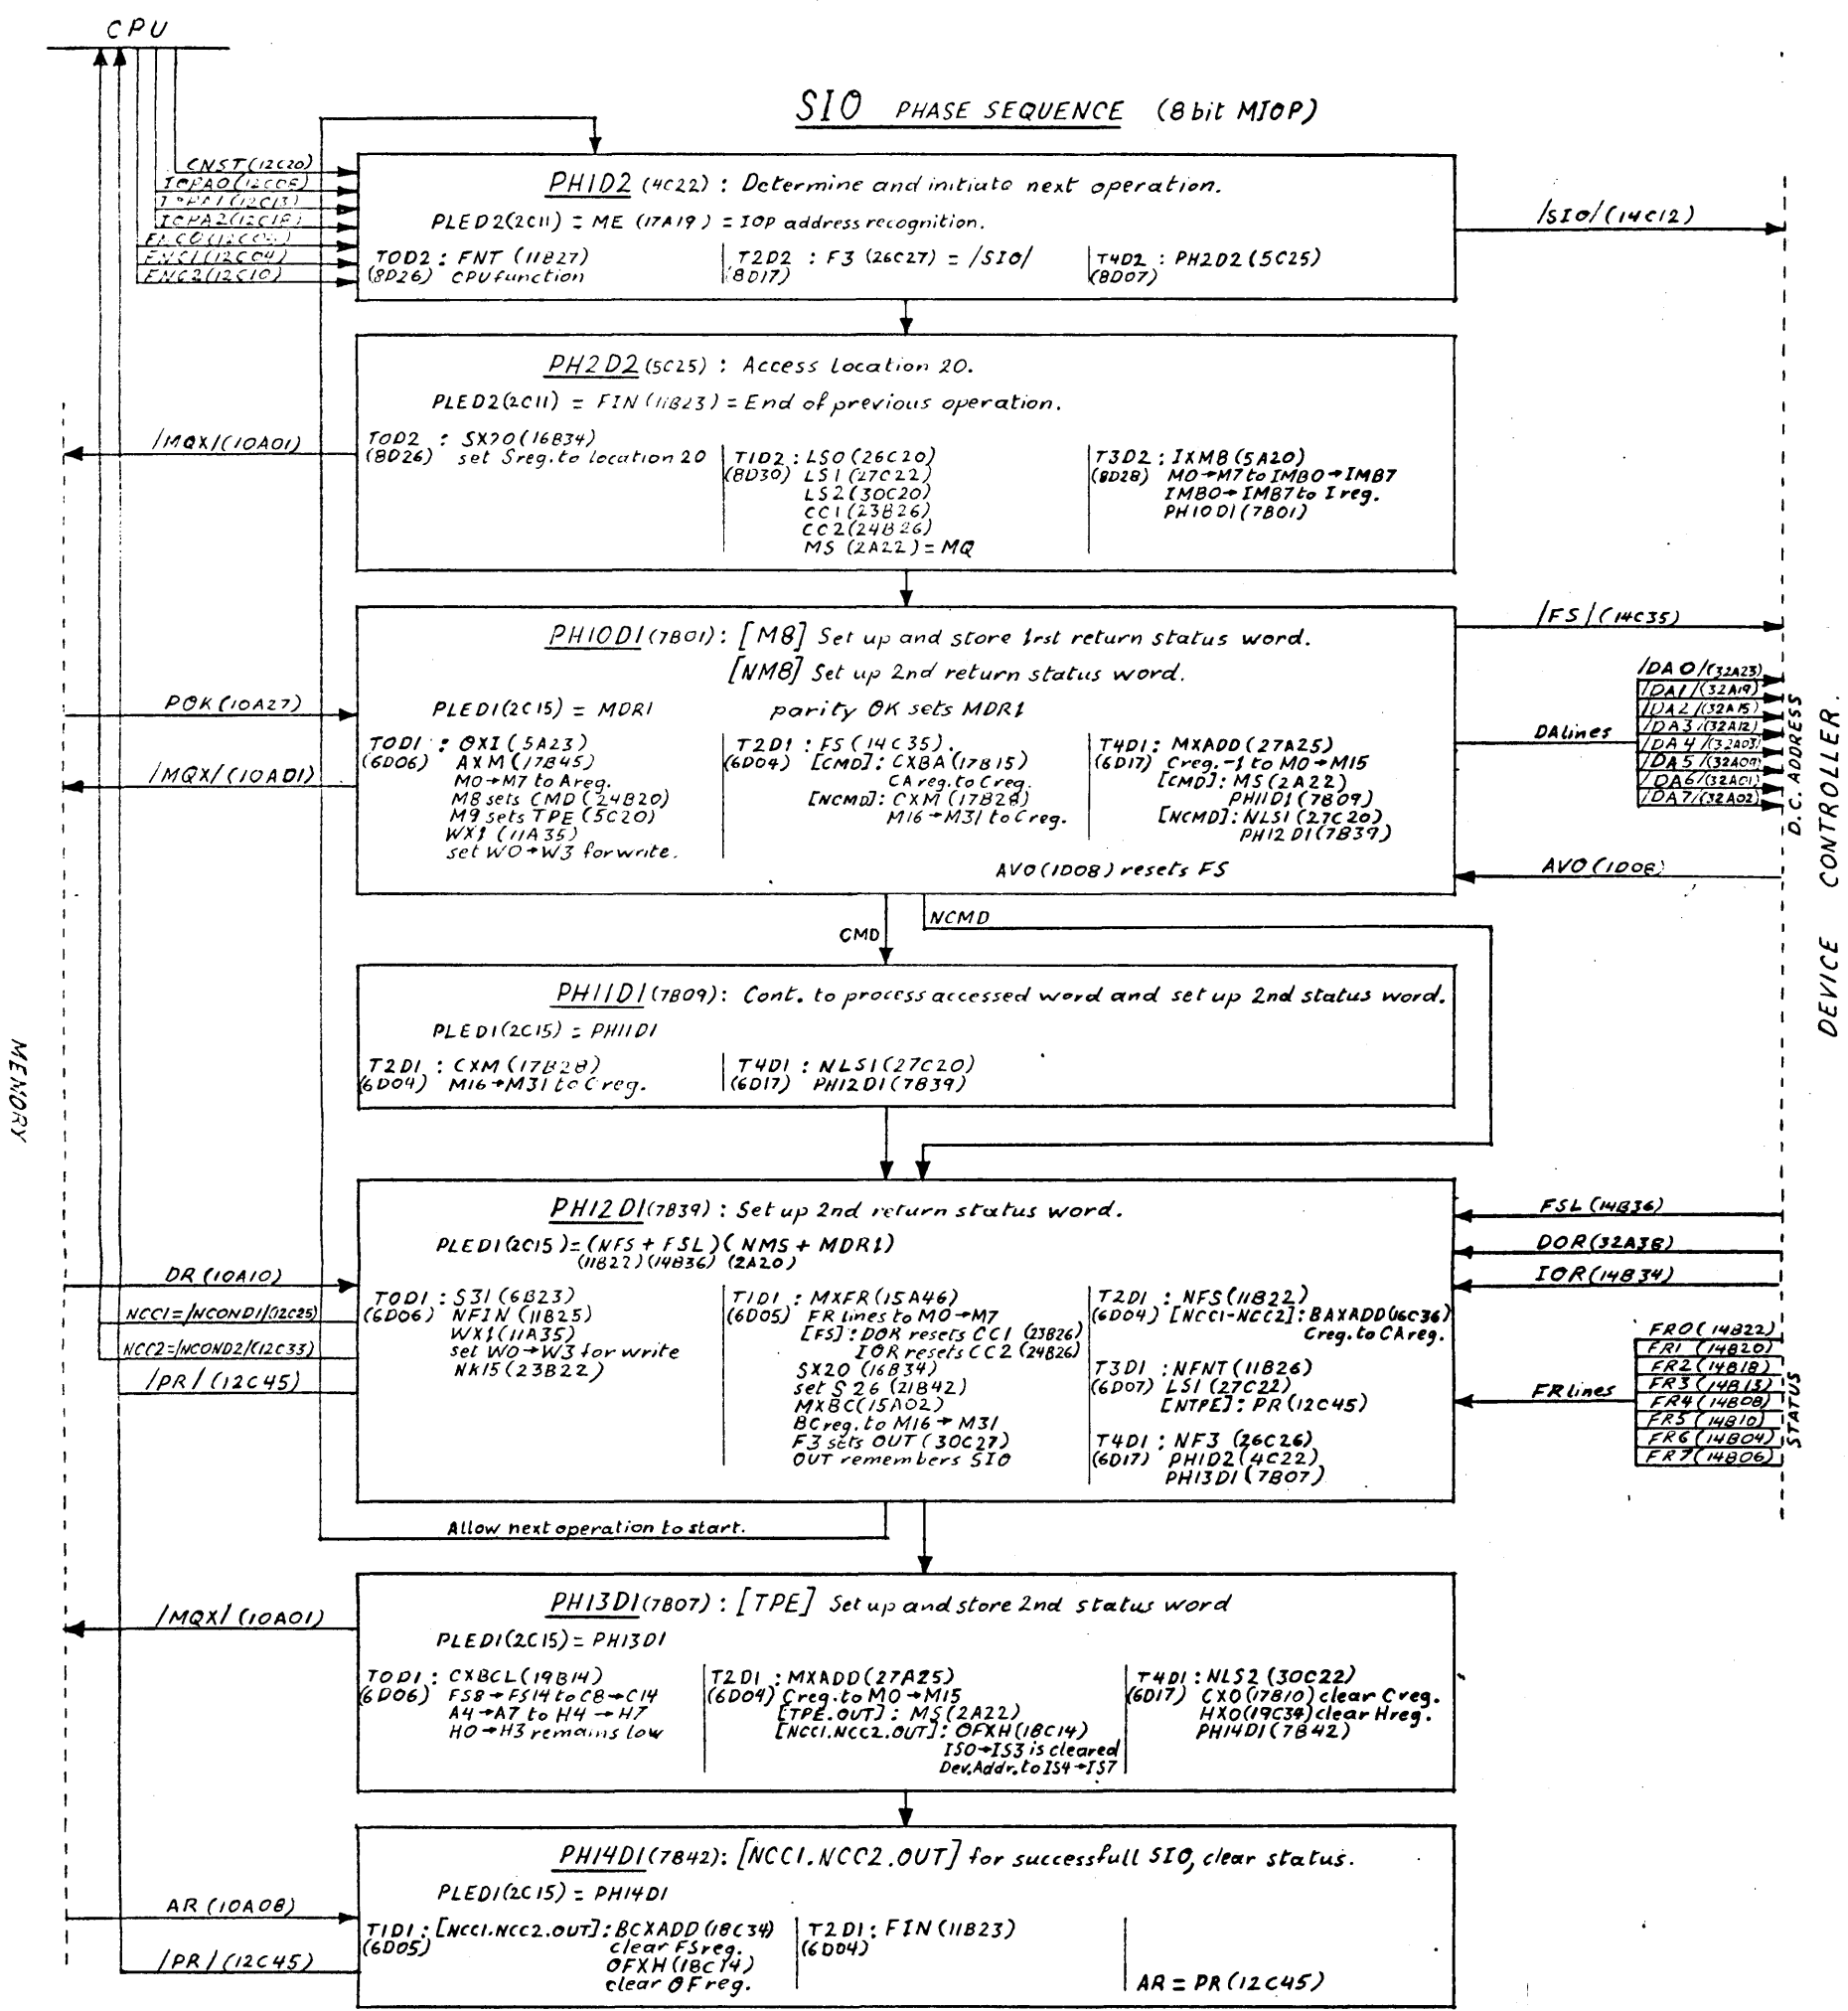 CPU
SIO PHASE SEQUENCE (8 bit MIOP)
CNST(12C20)
IOPA0(12C08)
IOPA2(12C18)
FNC1(12C04)
FNC2(12C10)
PH1D2 (4C22) : Determine and initiate next operation.
PLED2(2C11) = ME (17A19) = IOP address recognition.
T0D2 : FNT (11B27)
(8D26) CPU function
T2D2 : F3 (26C27) = /SIO/
(8D17)
T4D2 : PH2D2 (5C25)
(8D07)
/SIO/(14C12)
PH2D2 (5C25) : Access Location 20.
PLED2(2C11) = FIN (11B23) = End of previous operation.
/MQX/(10A01)
T0D2 : SX20 (16B34)
(8D26) set Sreg. to location 20
T1D2 : LS0 (26C20)
(8D30) LS1 (27C22)
LS2 (30C20)
CC1 (23B26)
CC2 (24B26)
MS (2A22) = MQ
T3D2 : IXMB (5A20)
(8D28) M0→M7 to IMB0→IMB7
IMB0→IMB7 to I reg.
PH10D1 (7B01)
PH10D1 (7B01) : [M8] Set up and store 1rst return status word.
[NM8] Set up 2nd return status word.
/FS/(14C35)
POK (10A27)
PLED1(2C15) = MDR1 parity OK sets MDR1
/MQX/(10A01)
T0D1 : OXI (5A23)
(6D06) AXM (17B45)
M0→M7 to Areg.
M8 sets CMD (24B20)
M9 sets TPE (5C20)
WX1 (11A35)
set W0→W3 for write.
T2D1 : FS (14C35).
(6D04) [CMD] : CXBA (17B15)
CA reg. to Creg.
[NCMD] : CXM (17B28)
M16→M31 to Creg.
T4D1 : MXADD (27A25)
(6D17) Creg.-1 to M0→M15
[CMD] : MS (2A22)
PH11D1 (7B09)
[NCMD] : NLS1 (27C20)
PH12D1 (7B39)
AVO (1D08) resets FS
DA lines
/DA0/(32A23)
/DA1/(32A19)
/DA2/(32A15)
/DA3/(32A12)
/DA4/(32A03)
/DA5/(32A09)
/DA6/(32A01)
/DA7/(32A02)
D.C. ADDRESS
AVO (1D08)
DEVICE CONTROLLER.
CMD
NCMD
PH11D1 (7B09) : Cont. to process accessed word and set up 2nd status word.
PLED1(2C15) = PH11D1
T2D1 : CXM (17B28)
(6D04) M16→M31 to Creg.
T4D1 : NLS1 (27C20)
(6D17) PH12D1 (7B39)
MEMORY
PH12D1 (7B39) : Set up 2nd return status word.
PLED1(2C15) = (NFS + FSL) (NMS + MDR1)
(11B22) (14B36) (2A20)
DR (10A10)
NCC1=/NCOND1/(12C25)
NCC2=/NCOND2/(12C33)
/PR/(12C45)
T0D1 : S31 (6B23)
(6D06) NFIN (11B25)
WX1 (11A35)
set W0→W3 for write
NK15 (23B22)
T1D1 : MXFR (15A46)
(6D05) FR lines to M0→M7
[FS] : DOR resets CC1 (23B26)
IOR resets CC2 (24B26)
SX20 (16B34)
set S26 (21B42)
MXBC (15A02)
BCreg. to M16→M31
F3 sets OUT (30C27)
OUT remembers SIO
T2D1 : NFS (11B22)
(6D04) [NCC1-NCC2] : BAXADD (16C36)
Creg. to CAreg.
T3D1 : NFNT (11B26)
(6D07) LS1 (27C22)
[NTPE] : PR (12C45)
T4D1 : NF3 (26C26)
(6D17) PH1D2 (4C22)
PH13D1 (7B07)
FSL (14B36)
DOR (32A38)
IOR (14B34)
FR lines
FR0 (14B22)
FR1 (14B20)
FR2 (14B18)
FR3 (14B13)
FR4 (14B08)
FR5 (14B10)
FR6 (14B04)
FR7 (14B06)
STATUS
Allow next operation to start.
PH13D1 (7B07) : [TPE] Set up and store 2nd status word
/MQX/(10A01)
PLED1(2C15) = PH13D1
T0D1 : CXBCL (19B14)
(6D06) FS8→FS14 to C8→C14
A4→A7 to H4→H7
H0→H3 remains low
T2D1 : MXADD (27A25)
(6D04) Creg. to M0→M15
[TPE.OUT] : MS (2A22)
[NCC1.NCC2.OUT] : OFXH (18C14)
IS0→IS3 is cleared
Dev. Addr. to IS4→IS7
T4D1 : NLS2 (30C22)
(6D17) CX0 (17B10) clear Creg.
HX0 (19C34) clear Hreg.
PH14D1 (7B42)
PH14D1 (7B42) : [NCC1.NCC2.OUT] for successfull SIO, clear status.
PLED1(2C15) = PH14D1
AR (10A08)
/PR/(12C45)
T1D1 : [NCC1.NCC2.OUT] : BCXADD (18C34)
(6D05) clear FSreg.
OFXH (18C14)
clear OFreg.
T2D1 : FIN (11B23)
(6D04)
AR = PR (12C45)